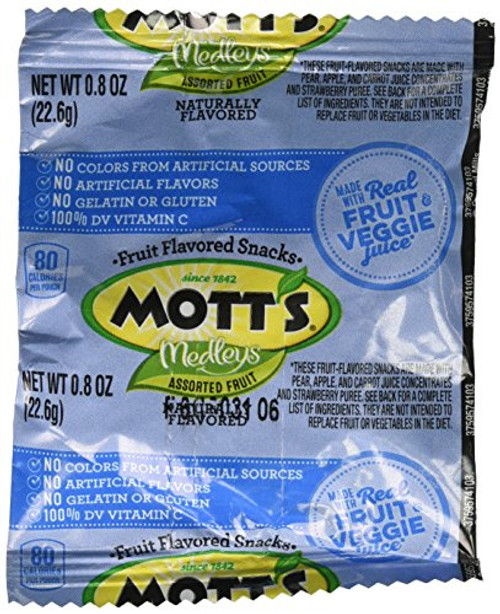 MOTT'S
Medleys
ASSORTED FRUIT
NATURALLY
FLAVORED
NET WT 0.8 OZ
(22.6g)
*THESE FRUIT-FLAVORED SNACKS ARE MADE WITH
PEAR, APPLE, AND CARROT JUICE CONCENTRATES
AND STRAWBERRY PUREE. SEE BACK FOR A COMPLETE
LIST OF INGREDIENTS. THEY ARE NOT INTENDED TO
REPLACE FRUIT OR VEGETABLES IN THE DIET.
NO COLORS FROM ARTIFICIAL SOURCES
NO ARTIFICIAL FLAVORS
NO GELATIN OR GLUTEN
100% DV VITAMIN C
MADE WITH Real
FRUIT &
VEGGIE
juice*
80
CALORIES
PER POUCH
•Fruit Flavored Snacks•
since 1842
MOTT'S®
Medleys
ASSORTED FRUIT
NATURALLY
FLAVORED
06
NET WT 0.8 OZ
(22.6g)
*THESE FRUIT-FLAVORED SNACKS ARE MADE WITH
PEAR, APPLE, AND CARROT JUICE CONCENTRATES
AND STRAWBERRY PUREE. SEE BACK FOR A COMPLETE
LIST OF INGREDIENTS. THEY ARE NOT INTENDED TO
REPLACE FRUIT OR VEGETABLES IN THE DIET.
NO COLORS FROM ARTIFICIAL SOURCES
NO ARTIFICIAL FLAVORS
NO GELATIN OR GLUTEN
100% DV VITAMIN C
MADE WITH Real
FRUIT &
VEGGIE
juice*
80
CALORIES
PER POUCH
•Fruit Flavored Snacks•
since 1842
MOTT'S
3759574103
3759574103
3759574103
3759574103